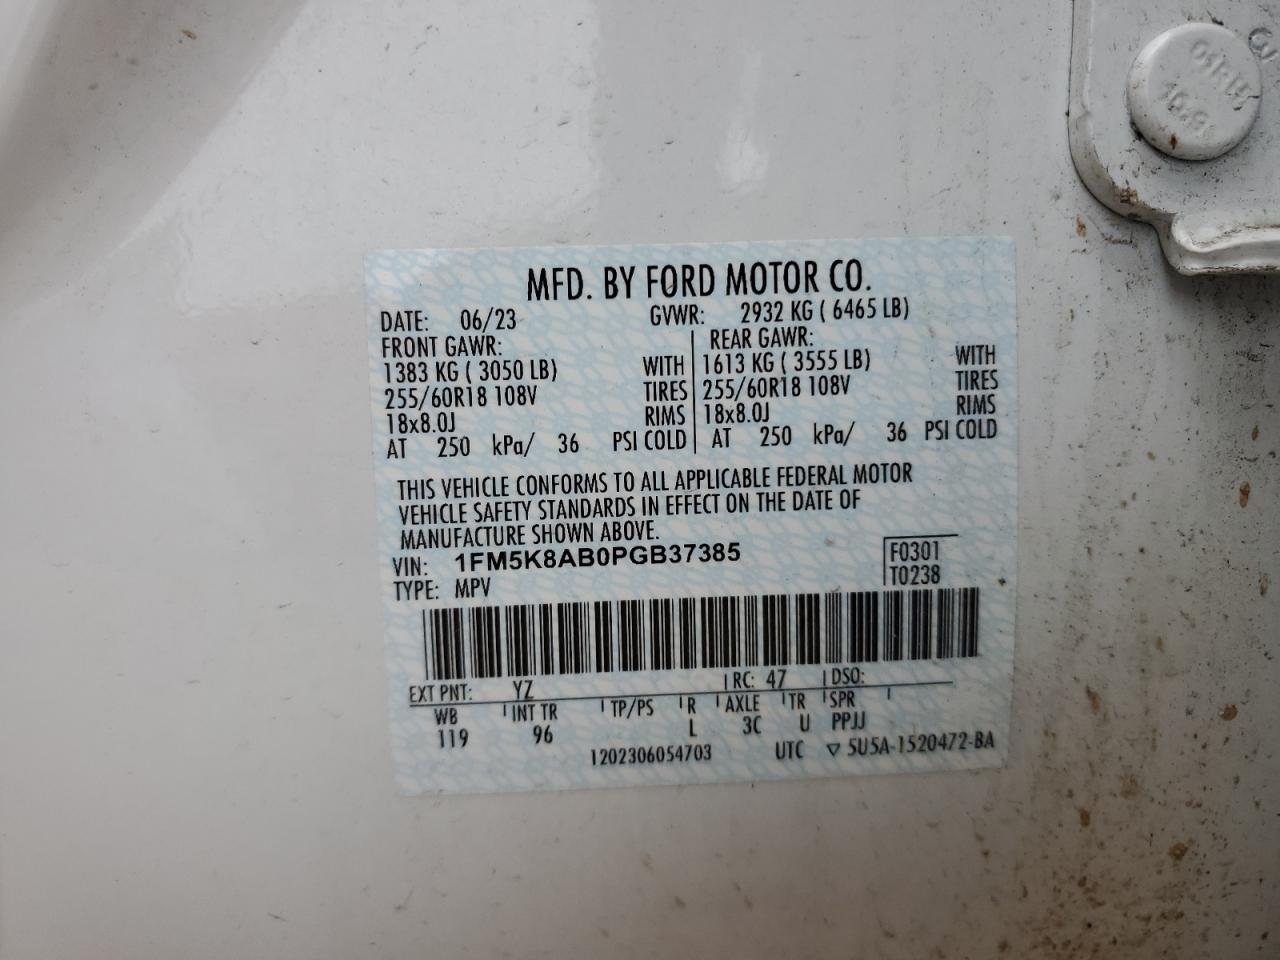 MFD. BY FORD MOTOR CO.
DATE: 06/23 GVWR: 2932 KG ( 6465 LB)
FRONT GAWR: REAR GAWR:
1383 KG ( 3050 LB) WITH 1613 KG ( 3555 LB) WITH
255/60R18 108V TIRES 255/60R18 108V TIRES
18x8.0J RIMS 18x8.0J RIMS
AT 250 kPa/ 36 PSI COLD AT 250 kPa/ 36 PSI COLD
THIS VEHICLE CONFORMS TO ALL APPLICABLE FEDERAL MOTOR
VEHICLE SAFETY STANDARDS IN EFFECT ON THE DATE OF
MANUFACTURE SHOWN ABOVE.
VIN: 1FM5K8AB0PGB37385 F0301
TYPE: MPV T0238
EXT PNT: YZ RC: 47 DSO:
WB INT TR TP/PS R AXLE TR SPR
119 96 L 3C U PPJJ
1202306054703 UTC ▽ 5U5A-1520472-BA
10.9